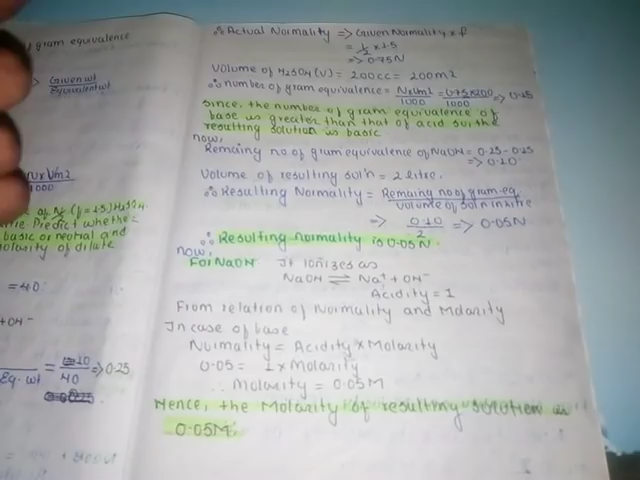 of gram equivalence
Given wt
Equivalent wt
N x Vml
1000
basic or netral and
molarity of dilute
= 40
+OH⁻
Eq. wt = 10/40 => 0.25
∴ Actual Normality => Given Normality x f
= 1/2 x 1.5
=> 0.75 N
Volume of H₂SO₄ (V) = 200cc = 200ml
∴ Number of gram equivalence = NxVml/1000 = 0.75x200/1000 => 0.15
Since, the number of gram equivalence of
base is greater than that of acid so, the
resulting solution is basic
now,
Remaing no of gram equivalence of NaOH = 0.25 - 0.15
=> 0.10
Volume of resulting soln = 2 litre.
∴ Resulting Normality = Remaing no of gram. eq. / Volume of soln in litre
=> 0.10/2 => 0.05N
∴ Resulting normality is 0.05N.
now,
For NaOH It ionizes as
NaOH ⇌ Na⁺ + OH⁻
Acidity = 1
From relation of Normality and Molarity
In case of base
Normality = Acidity x Molarity
0.05 = 1 x Molarity
∴ Molarity = 0.05M
Hence, the Molarity of resulting solution is
0.05M.